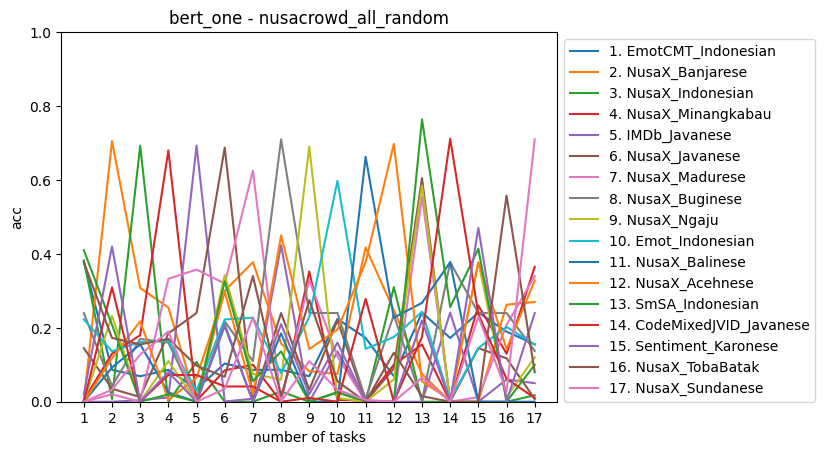 bert_one - nusacrowd_all_random
1.0
0.8
0.6
0.4
0.2
0.0
acc
1 2 3 4 5 6 7 8 9 10 11 12 13 14 15 16 17
number of tasks
1. EmotCMT_Indonesian
2. NusaX_Banjarese
3. NusaX_Indonesian
4. NusaX_Minangkabau
5. IMDb_Javanese
6. NusaX_Javanese
7. NusaX_Madurese
8. NusaX_Buginese
9. NusaX_Ngaju
10. Emot_Indonesian
11. NusaX_Balinese
12. NusaX_Acehnese
13. SmSA_Indonesian
14. CodeMixedJVID_Javanese
15. Sentiment_Karonese
16. NusaX_TobaBatak
17. NusaX_Sundanese